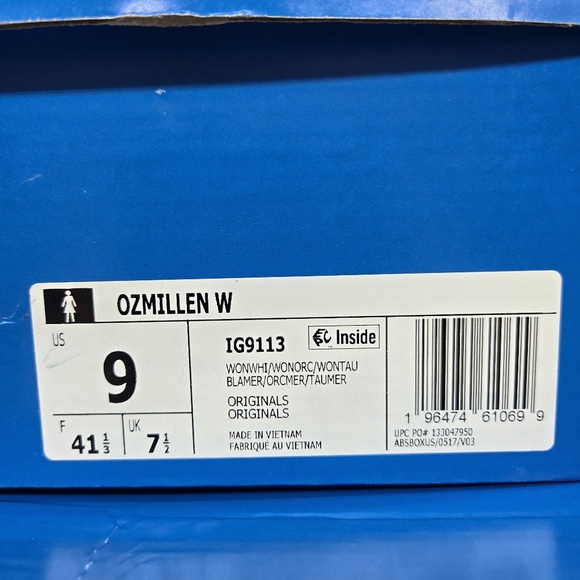 OZMILLEN W
US
9
F 41 1/3
UK 7 1/2
IG9113
Inside
WONWHI/WONORC/WONTAU
BLAMER/ORCMER/TAUMER
ORIGINALS
ORIGINALS
MADE IN VIETNAM
FABRIQUÉ AU VIETNAM
1 96474 61069 9
UPC PO# 133047950
ABSBOXUS/0517/V03